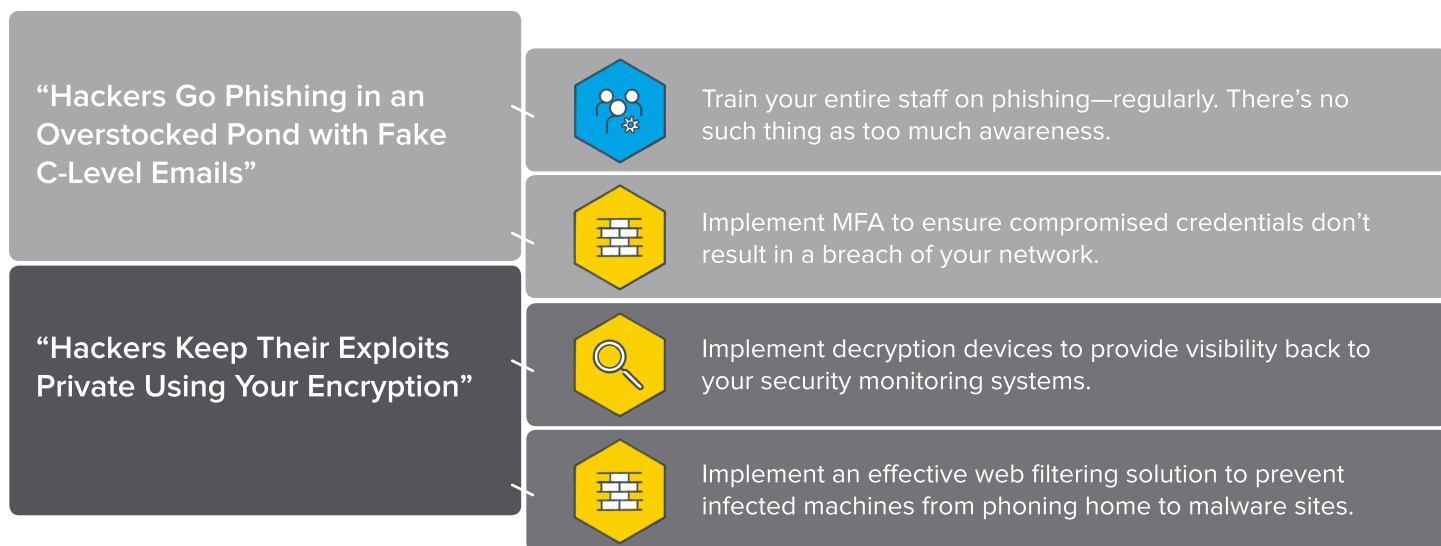 “Hackers Go Phishing in an
Overstocked Pond with Fake
C-Level Emails”
Train your entire staff on phishing—regularly. There’s no
such thing as too much awareness.
Implement MFA to ensure compromised credentials don’t
result in a breach of your network.
“Hackers Keep Their Exploits
Private Using Your Encryption”
Implement decryption devices to provide visibility back to
your security monitoring systems.
Implement an effective web filtering solution to prevent
infected machines from phoning home to malware sites.